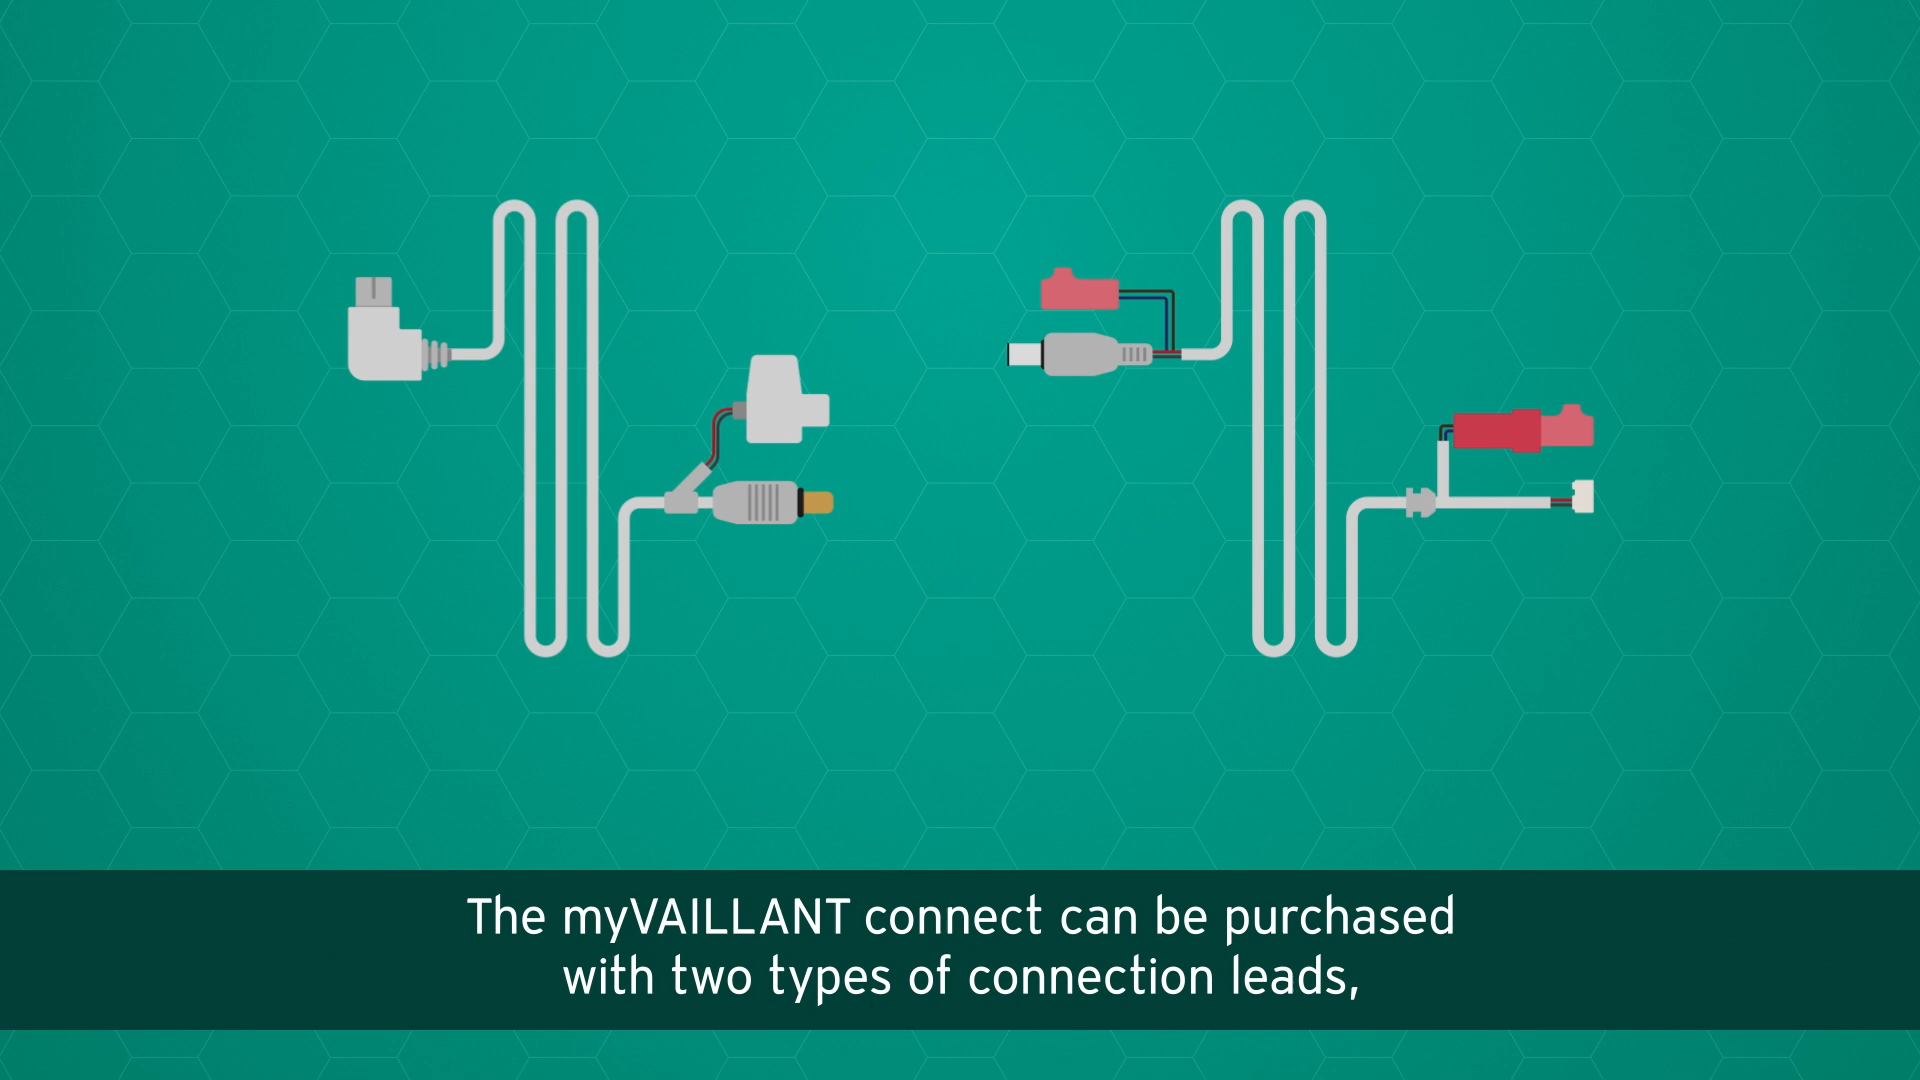 The myVAILLANT connect can be purchased
with two types of connection leads,